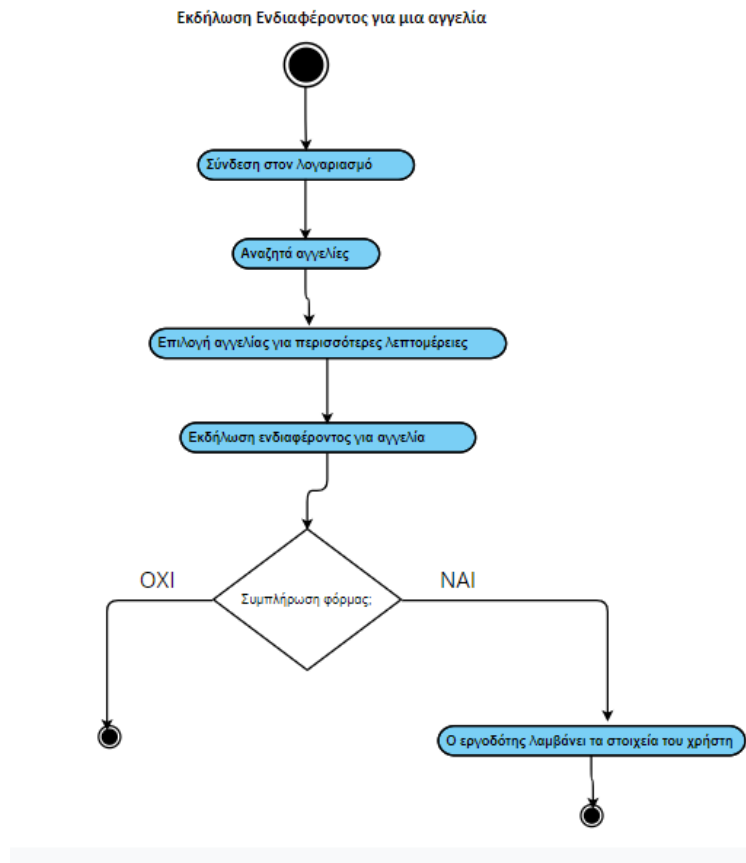 Εκδήλωση Ενδιαφέροντος για μια αγγελία
Σύνδεση στον λογαριασμό
Αναζητά αγγελίες
Επιλογή αγγελίας για περισσότερες λεπτομέρειες
Εκδήλωση ενδιαφέροντος για αγγελία
ΟΧΙ
ΝΑΙ
Συμπλήρωση φόρμας;
Ο εργοδότης λαμβάνει τα στοιχεία του χρήστη